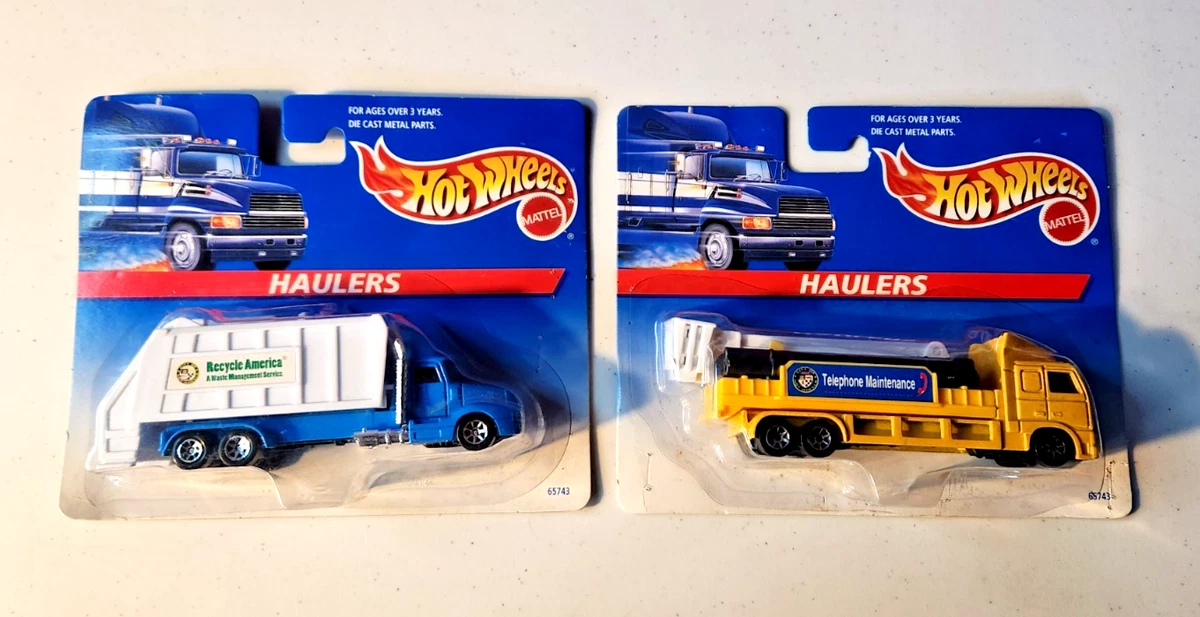 FOR AGES OVER 3 YEARS.
DIE CAST METAL PARTS.
HOT WHEELS
MATTEL
®
HAULERS
Recycle America
A Waste Management Service
65743
FOR AGES OVER 3 YEARS.
DIE CAST METAL PARTS.
HOT WHEELS
MATTEL
®
HAULERS
Telephone Maintenance
65743